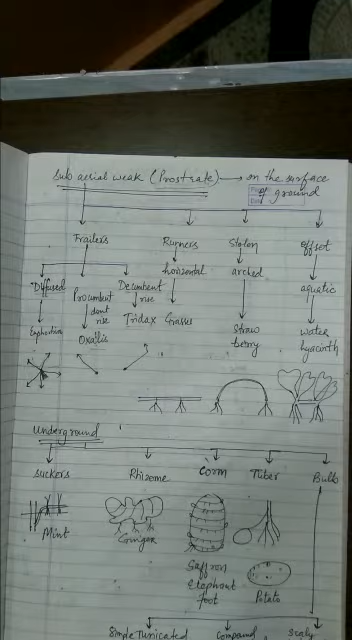 Sub aerial weak (Prostrate) → on the surface
of ground
Trailers Runners Stolon offset
Diffused Procumbent dont rise Decumbent rise horizontal arched aquatic
Euphorbia Oxalis Tridax Grasses Straw berry water hyacinth
Underground
Suckers Rhizome Corm Tuber Bulb
Mint Ginger
Saffron
Elephant
foot Potato
Simple Tunicated Compound Scaly